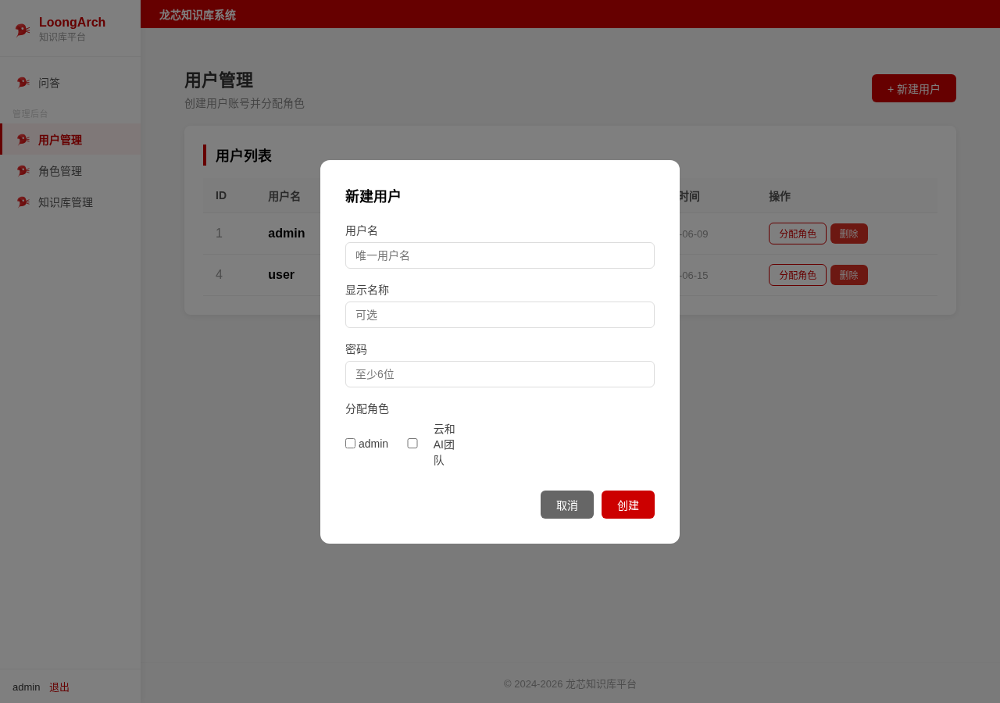 LoongArch
知识库平台
问答
管理后台
用户管理
角色管理
知识库管理
admin 退出
龙芯知识库系统
用户管理
创建用户账号并分配角色
+ 新建用户
用户列表
ID 用户名 时间 操作
1 admin -06-09 分配角色 删除
4 user -06-15 分配角色 删除
新建用户
用户名
唯一用户名
显示名称
可选
密码
至少6位
分配角色
admin
云和
AI团
队
取消 创建
© 2024-2026 龙芯知识库平台